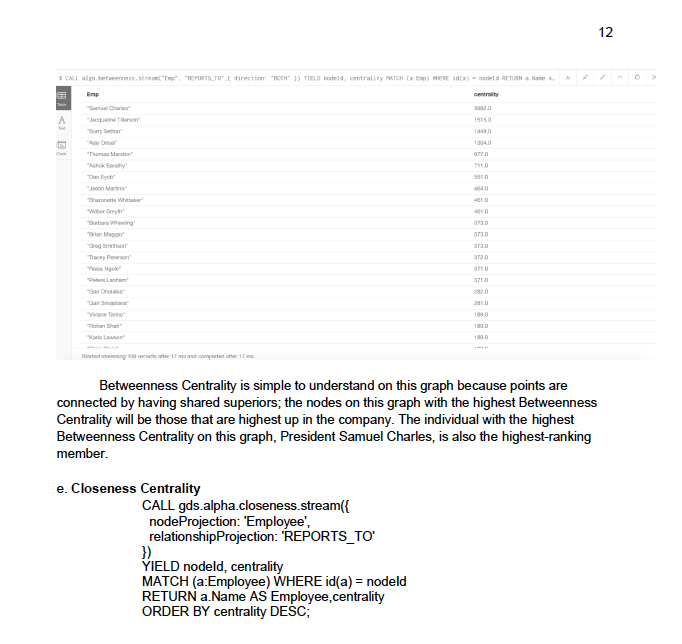 12
$ CALL algo.betweenness.stream("Emp", "REPORTS_TO",{ direction: "BOTH" }) YIELD nodeId, centrality MATCH (a:Emp) WHERE id(a) = nodeId RETURN a.Name A…
Emp centrality
Table
"Samuel Charles" 3982.0
"Jacqueline Tillerson" 1515.0
Text
"Surry Setton" 1449.0
"Ajay Desai" 1304.0
Code
"Thomas Marston" 977.0
"Ashok Savathy" 711.0
"Dan Eyob" 551.0
"Jason Martino" 464.0
"Sharonette Whittaker" 461.0
"Wilber Smyth" 461.0
"Barbara Wheeling" 373.0
"Brian Maggio" 373.0
"Greg Smithson" 373.0
"Tracey Peterson" 372.0
"Raisa Ngole" 371.0
"Peters Lanham" 371.0
"Gari Dholakia" 282.0
"Gari Srivastava" 281.0
"Viviane Tarino" 189.0
"Rohan Shah" 189.0
"Karla Lawson" 189.0
Started streaming 108 records after 17 ms and completed after 17 ms.
Betweenness Centrality is simple to understand on this graph because points are
connected by having shared superiors; the nodes on this graph with the highest Betweenness
Centrality will be those that are highest up in the company. The individual with the highest
Betweenness Centrality on this graph, President Samuel Charles, is also the highest-ranking
member.
e. Closeness Centrality
CALL gds.alpha.closeness.stream({
nodeProjection: 'Employee',
relationshipProjection: 'REPORTS_TO'
})
YIELD nodeId, centrality
MATCH (a:Employee) WHERE id(a) = nodeId
RETURN a.Name AS Employee,centrality
ORDER BY centrality DESC;